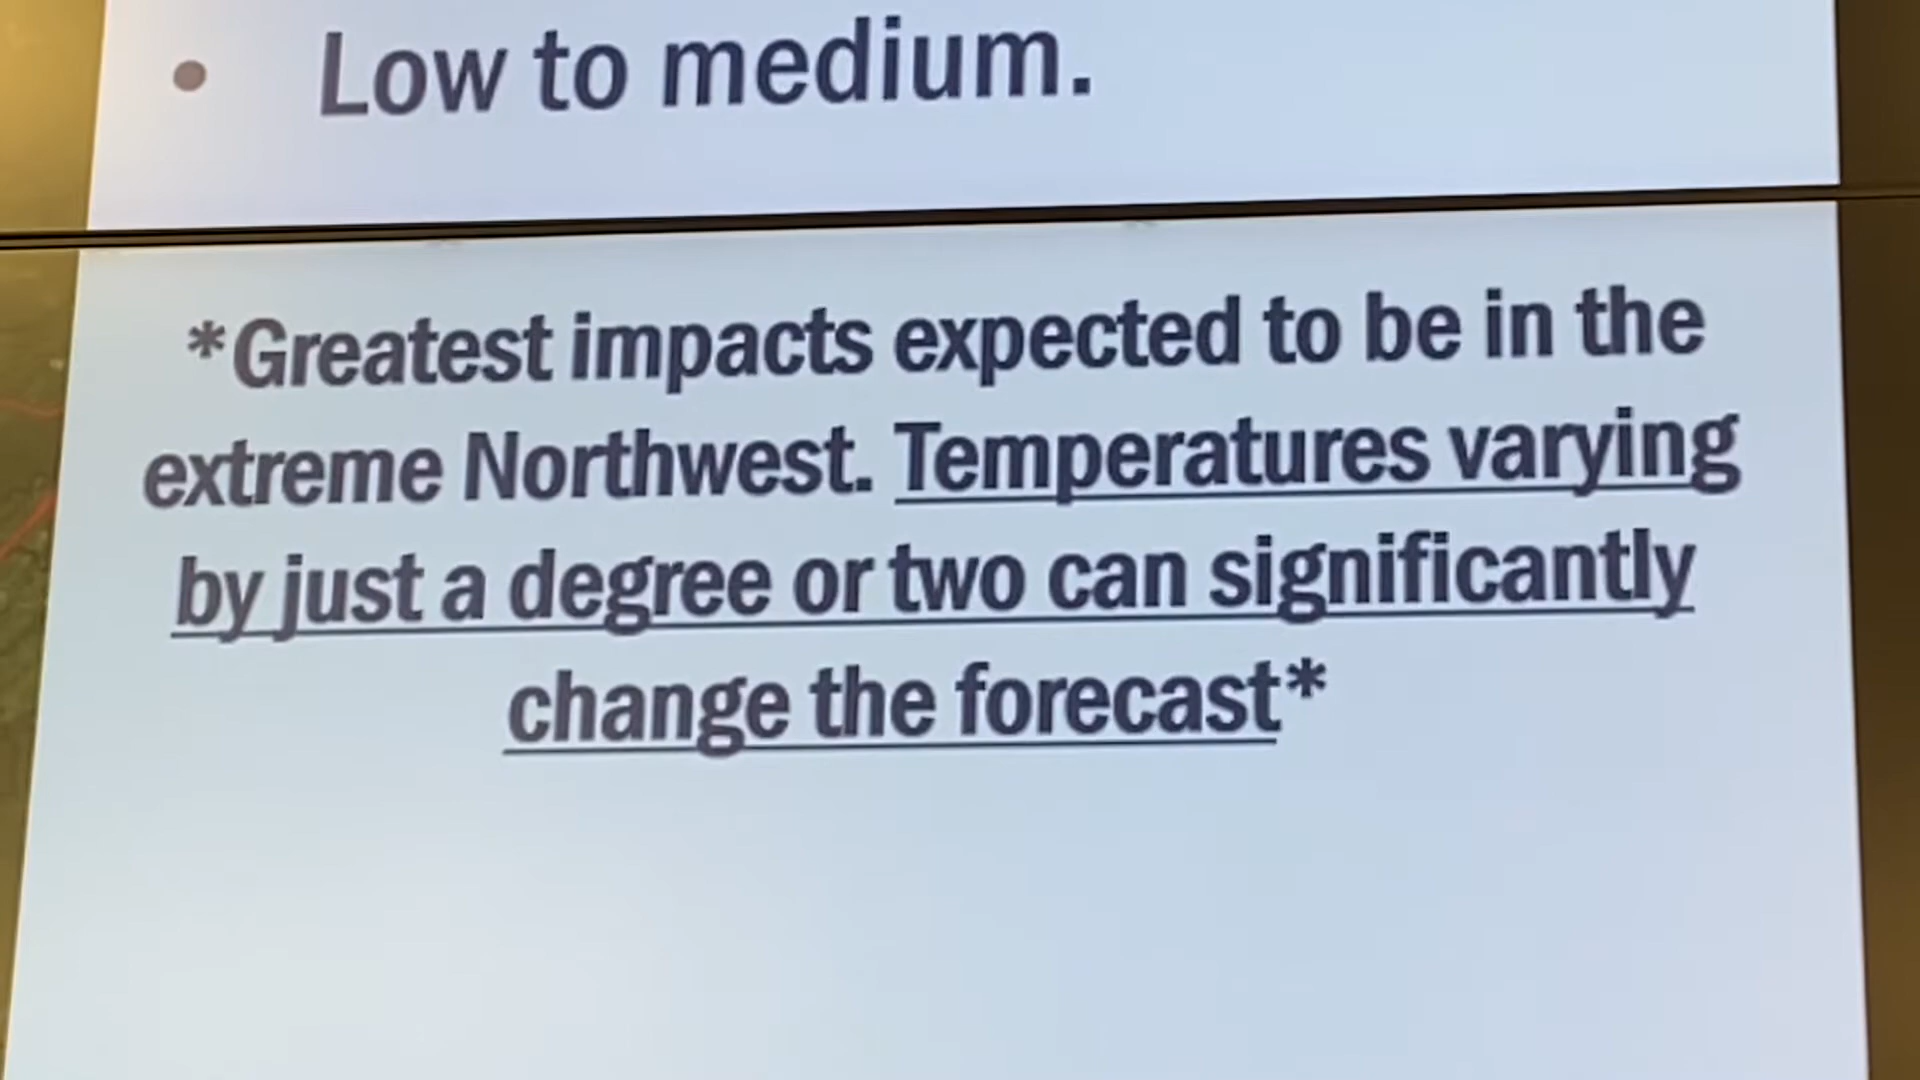 • Low to medium.
*Greatest impacts expected to be in the
extreme Northwest. Temperatures varying
by just a degree or two can significantly
change the forecast*